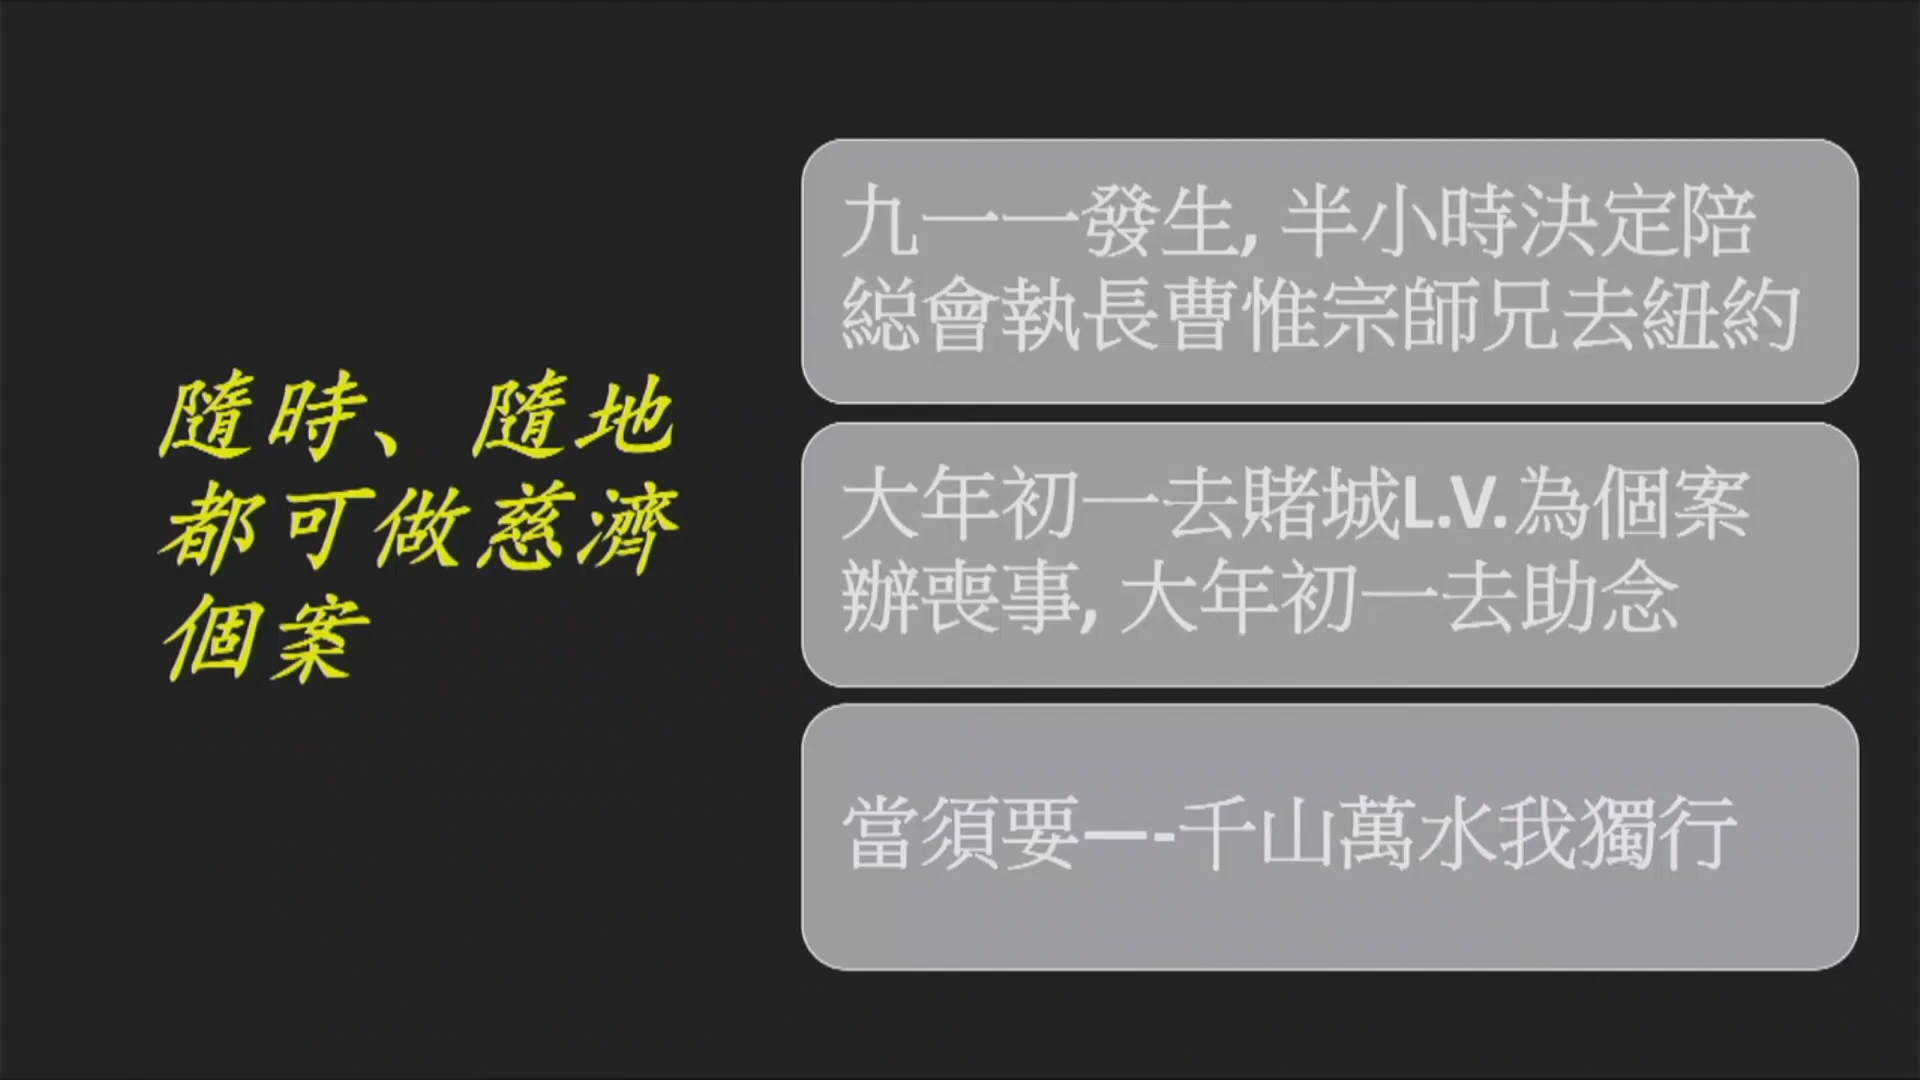 隨時、隨地
都可做慈濟
個案
九一一發生, 半小時決定陪
総會執長曹惟宗師兄去紐約
大年初一去賭城L.V.為個案
辦喪事, 大年初一去助念
當須要—-千山萬水我獨行